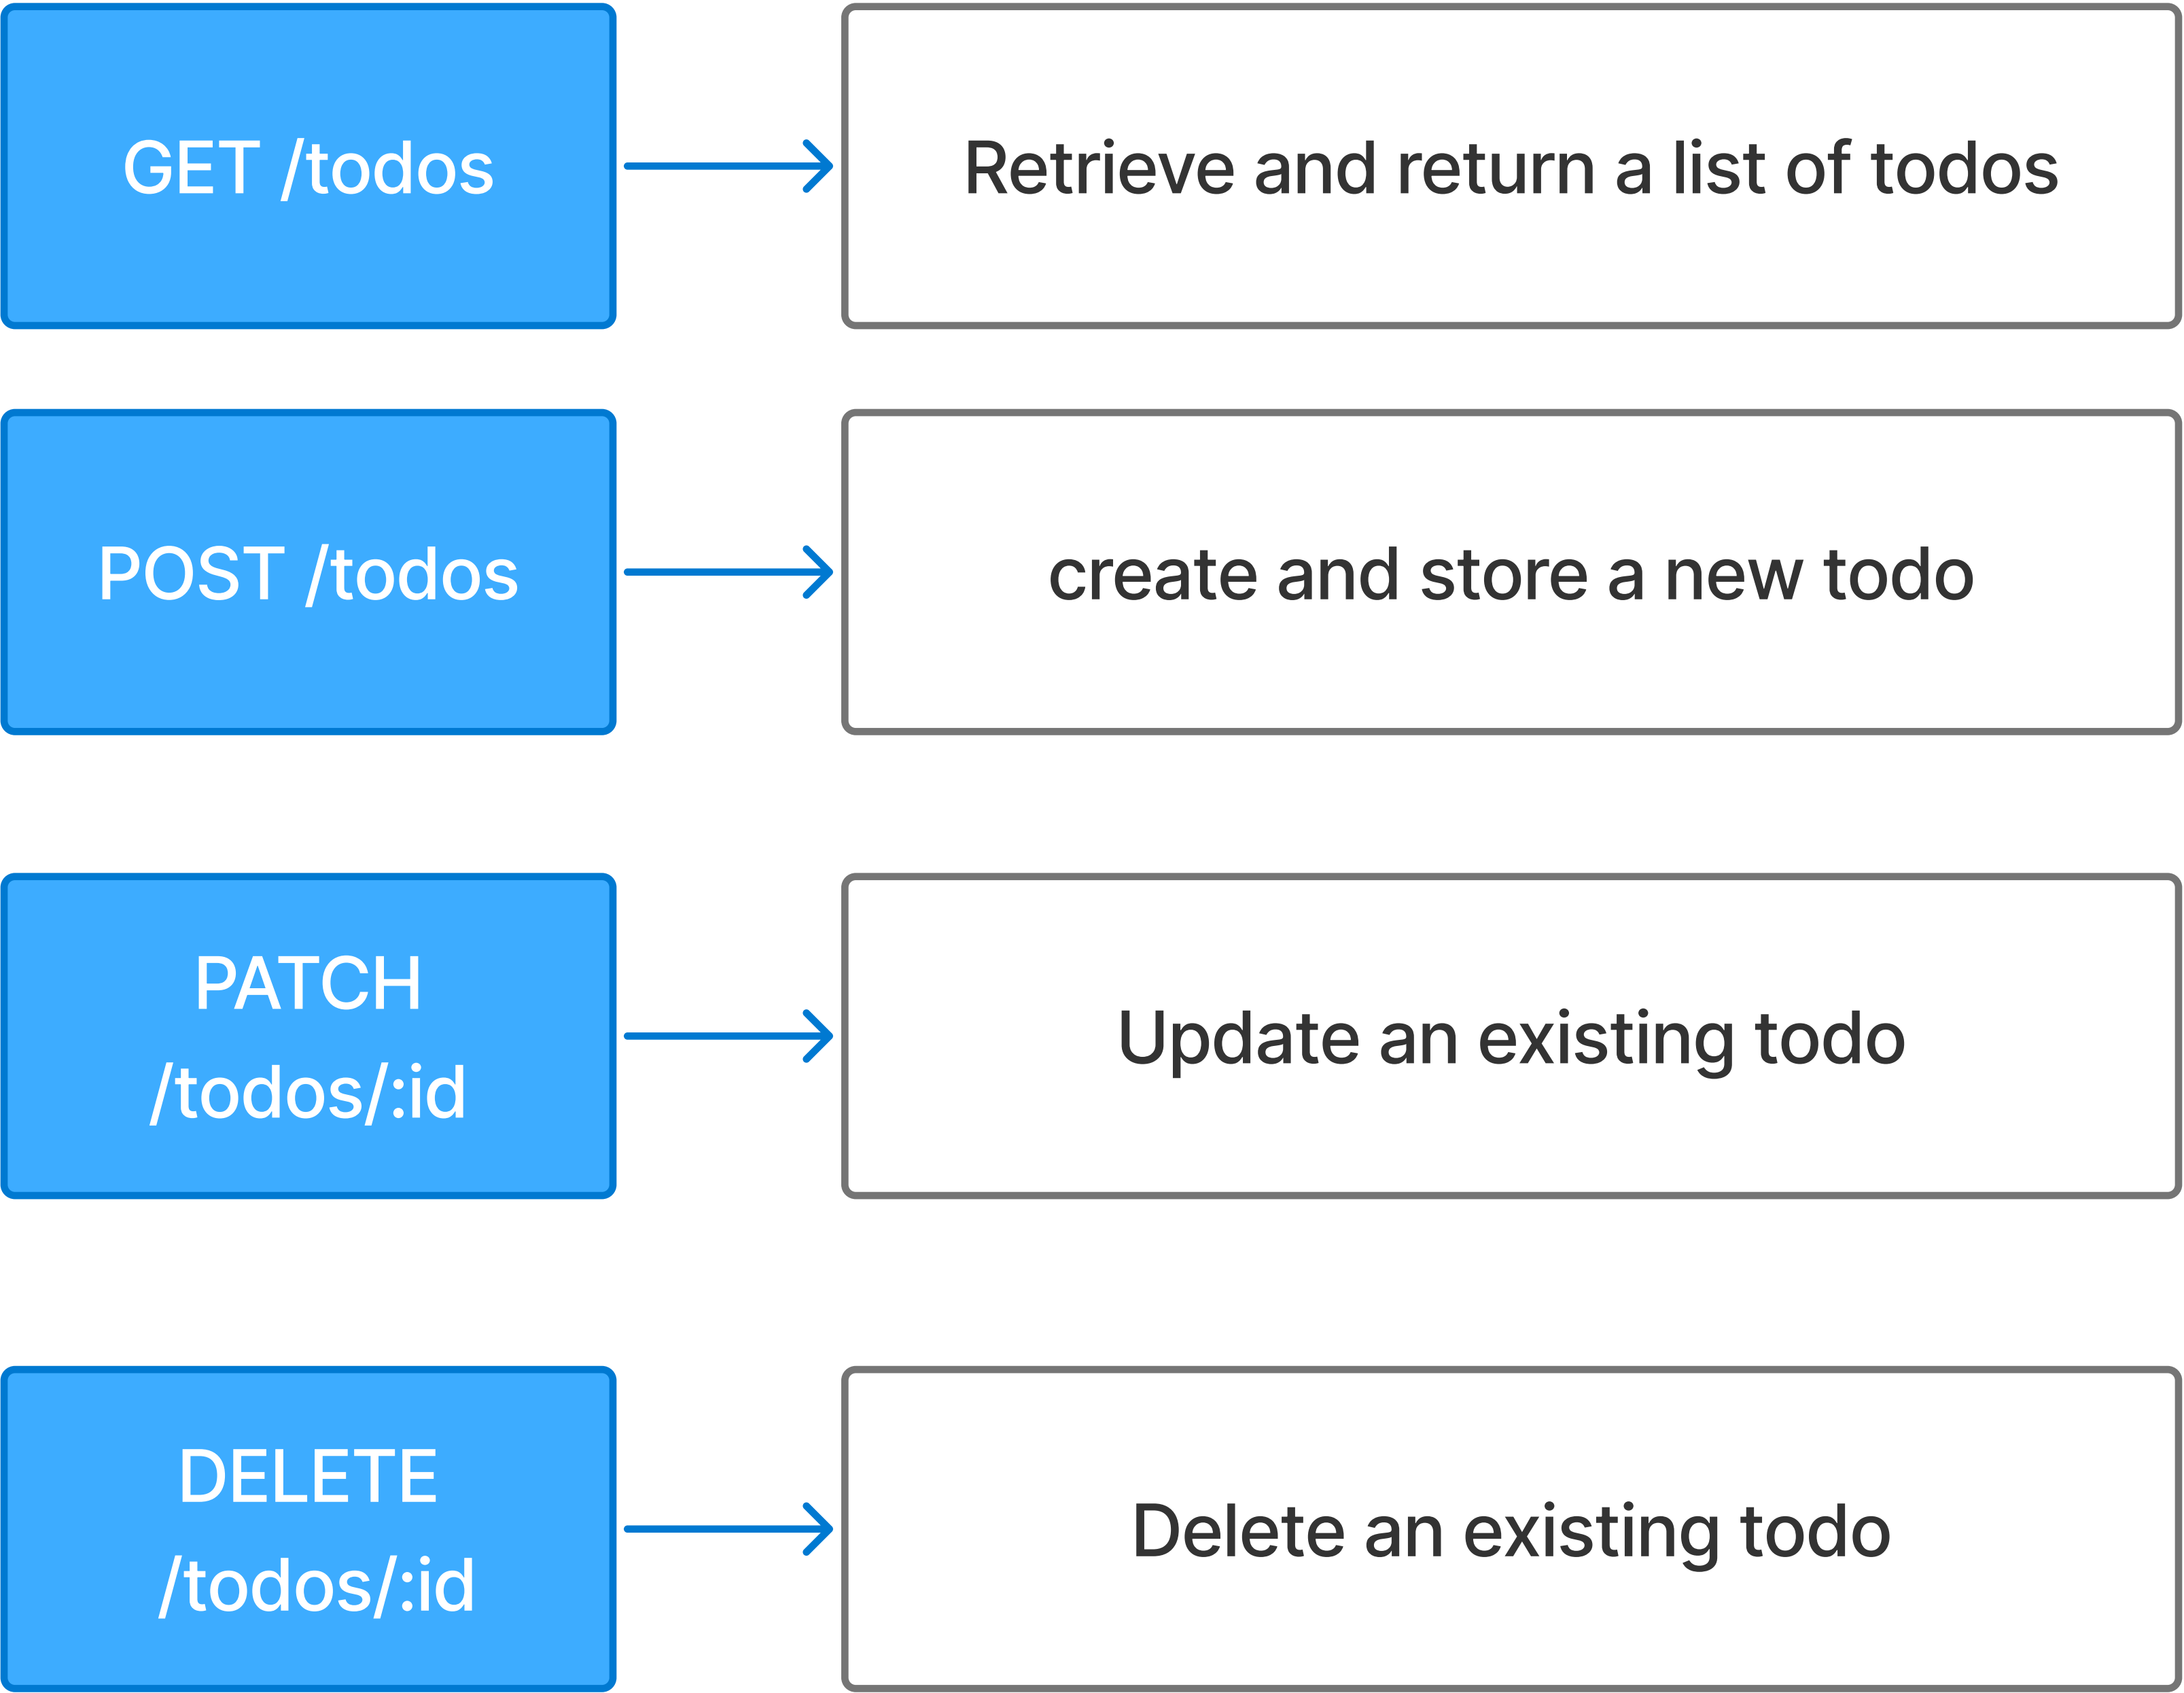 GET /todos
Retrieve and return a list of todos
POST /todos
create and store a new todo
PATCH
/todos/:id
Update an existing todo
DELETE
/todos/:id
Delete an existing todo